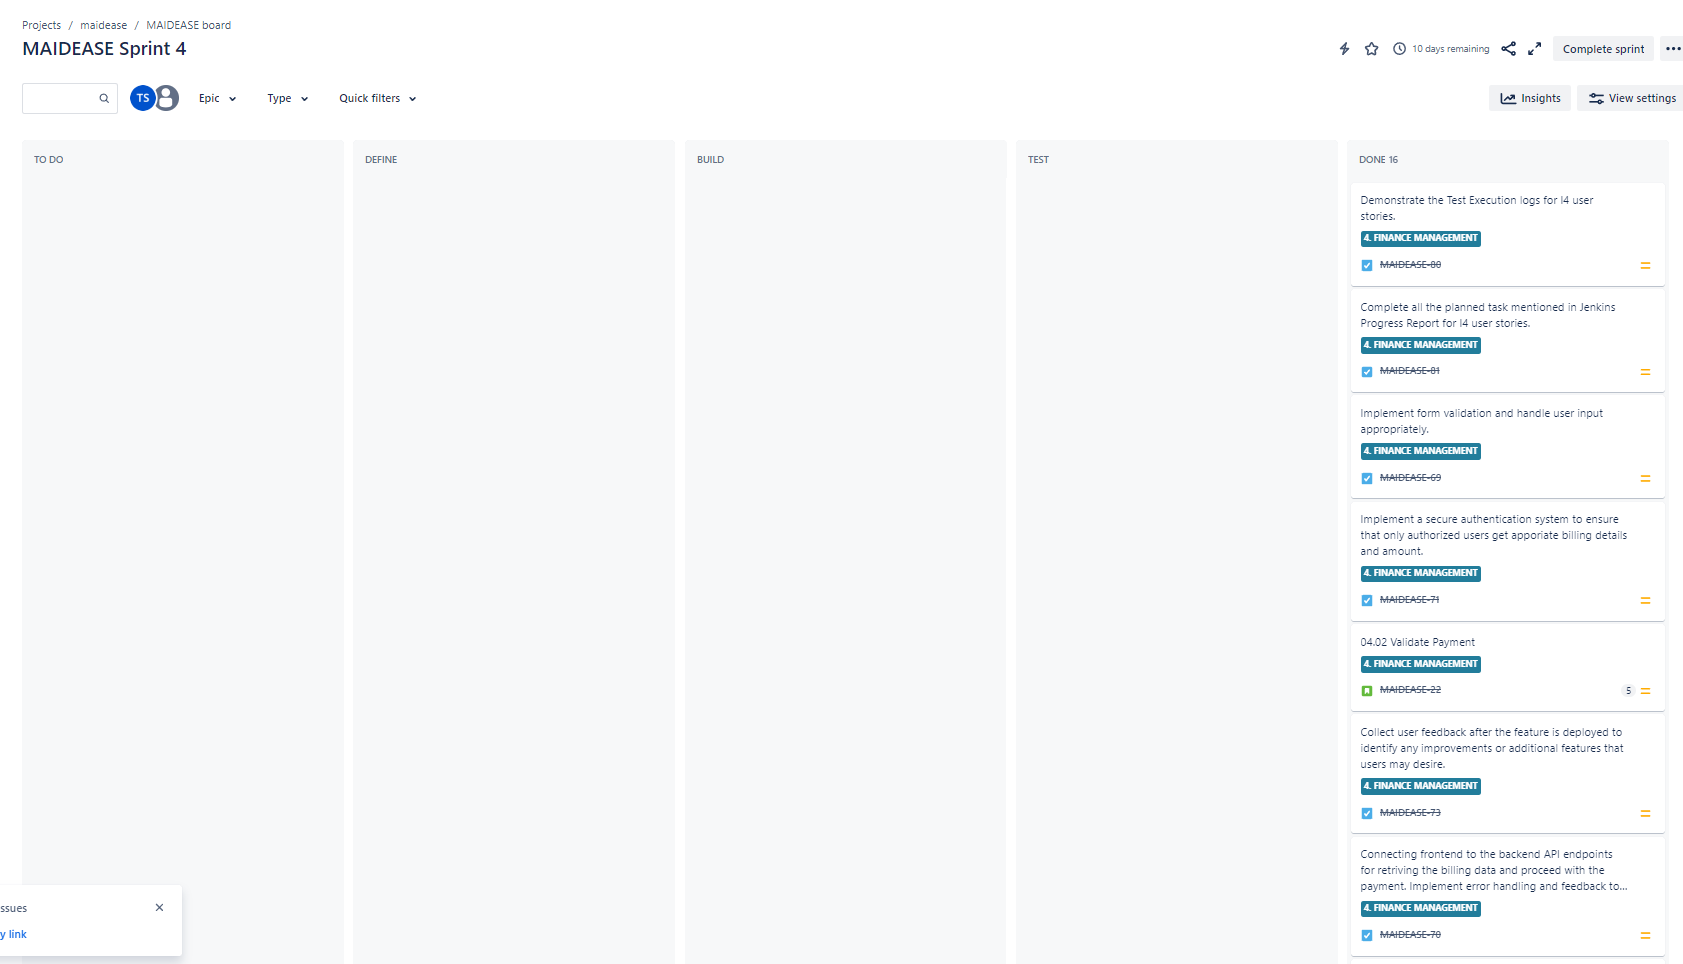 Projects / maidease / MAIDEASE board
MAIDEASE Sprint 4
10 days remaining
Complete sprint
TS
Epic
Type
Quick filters
Insights
View settings
TO DO
DEFINE
BUILD
TEST
DONE 16
Demonstrate the Test Execution logs for I4 user
stories.
4. FINANCE MANAGEMENT
MAIDEASE-80
Complete all the planned task mentioned in Jenkins
Progress Report for I4 user stories.
4. FINANCE MANAGEMENT
MAIDEASE-81
Implement form validation and handle user input
appropriately.
4. FINANCE MANAGEMENT
MAIDEASE-69
Implement a secure authentication system to ensure
that only authorized users get apporiate billing details
and amount.
4. FINANCE MANAGEMENT
MAIDEASE-71
04.02 Validate Payment
4. FINANCE MANAGEMENT
MAIDEASE-22
5
Collect user feedback after the feature is deployed to
identify any improvements or additional features that
users may desire.
4. FINANCE MANAGEMENT
MAIDEASE-73
Connecting frontend to the backend API endpoints
for retriving the billing data and proceed with the
payment. Implement error handling and feedback to...
4. FINANCE MANAGEMENT
MAIDEASE-70
ssues
y link